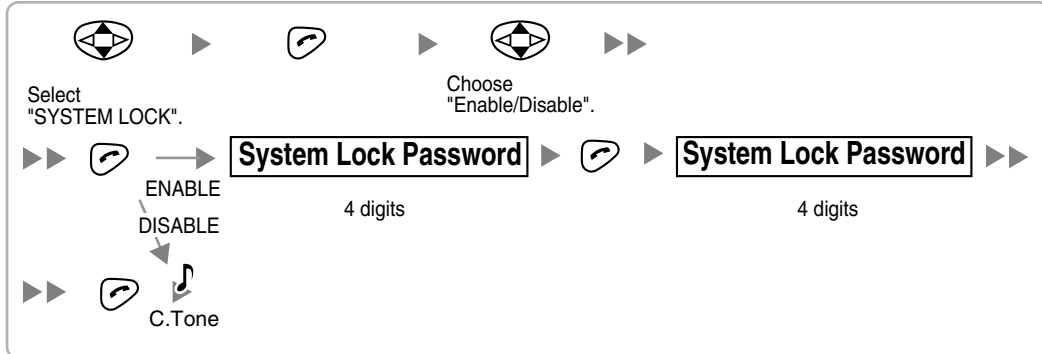 Select
"SYSTEM LOCK".
Choose
"Enable/Disable".
System Lock Password
System Lock Password
ENABLE
4 digits
4 digits
DISABLE
C.Tone